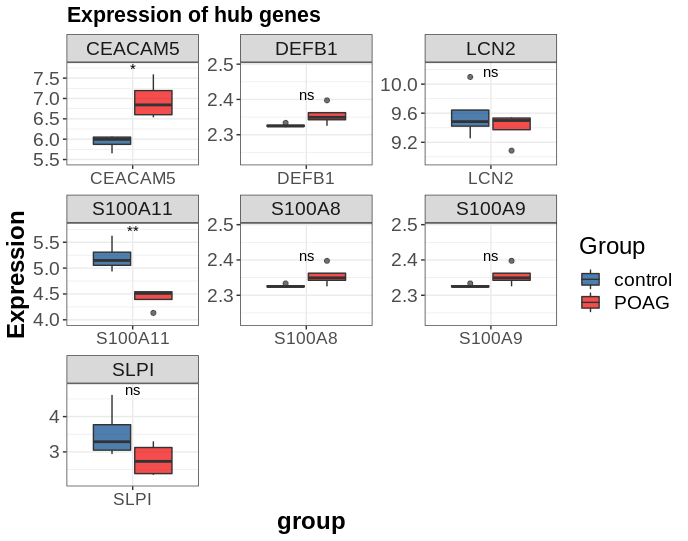 Expression of hub genes
CEACAM5
DEFB1
LCN2
*
ns
ns
7.5
7.0
6.5
6.0
5.5
2.5
2.4
2.3
10.0
9.6
9.2
CEACAM5
DEFB1
LCN2
S100A11
S100A8
S100A9
**
ns
ns
5.5
5.0
4.5
4.0
2.5
2.4
2.3
2.5
2.4
2.3
S100A11
S100A8
S100A9
SLPI
ns
4
3
SLPI
Expression
group
Group
control
POAG